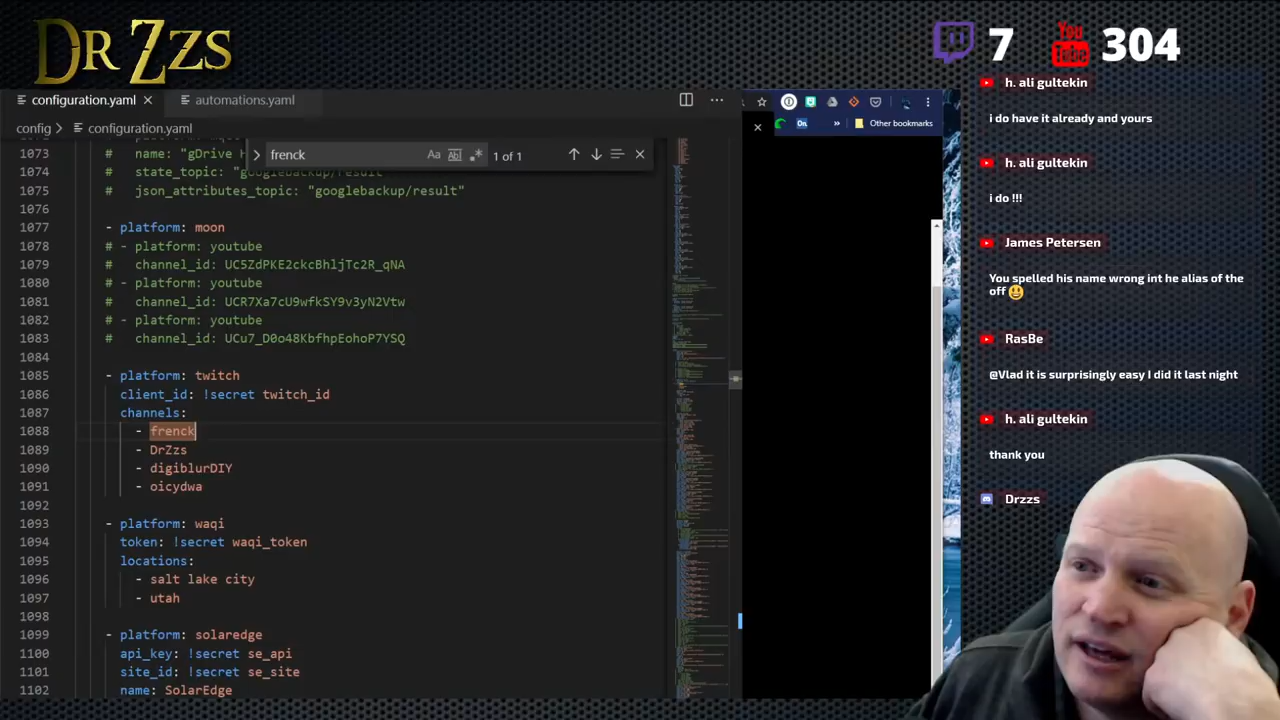 DR ZZS
7
You Tube
304
configuration.yaml
automations.yaml
config > configuration.yaml
frenck
Aa
Abl
1 of 1
On.
Other bookmarks
1073 # name: "gDrive
1074 # state_topic: "googlebackup/result"
1075 # json_attributes_topic: "googlebackup/result"
1076
1077 - platform: moon
1078 # - platform: youtube
1079 # channel_id: UC5ZdPKE2ckcBhljTc2R_qNA
1080 # - platform: youtube
1081 # channel_id: UCR7Xa7cU9wfkSY9v3yN2Vtw
1082 # - platform: youtube
1083 # channel_id: UCu7_D0o48KbfhpEohoP7YSQ
1084
1085 - platform: twitch
1086 client_id: !secret twitch_id
1087 channels:
1088 - frenck
1089 - DrZzs
1090 - digiblurDIY
1091 - oicydwa
1092
1093 - platform: waqi
1094 token: !secret waqi_token
1095 locations:
1096 - salt lake city
1097 - utah
1098
1099 - platform: solaredge
1100 api_key: !secret se_api
1101 site_id: !secret se_site
1102 name: SolarEdge
h. ali gultekin
i do have it already and yours
h. ali gultekin
i do !!!
James Petersen
You spelled his name wrong int he alias of the
off
RasBe
@Vlad it is surprisingly easy I did it last night
h. ali gultekin
thank you
Drzzs